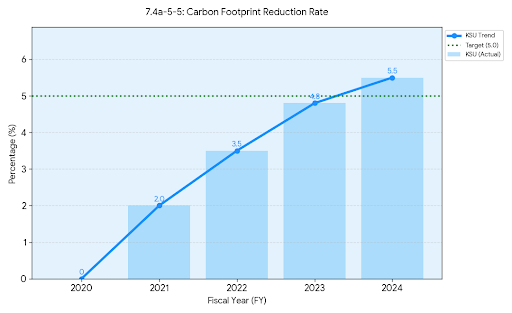 7.4a-5-5: Carbon Footprint Reduction Rate
KSU Trend
Target (5.0)
KSU (Actual)
Percentage (%)
6
5
4
3
2
1
0
0
2.0
3.5
4.8
5.5
2020 2021 2022 2023 2024
Fiscal Year (FY)